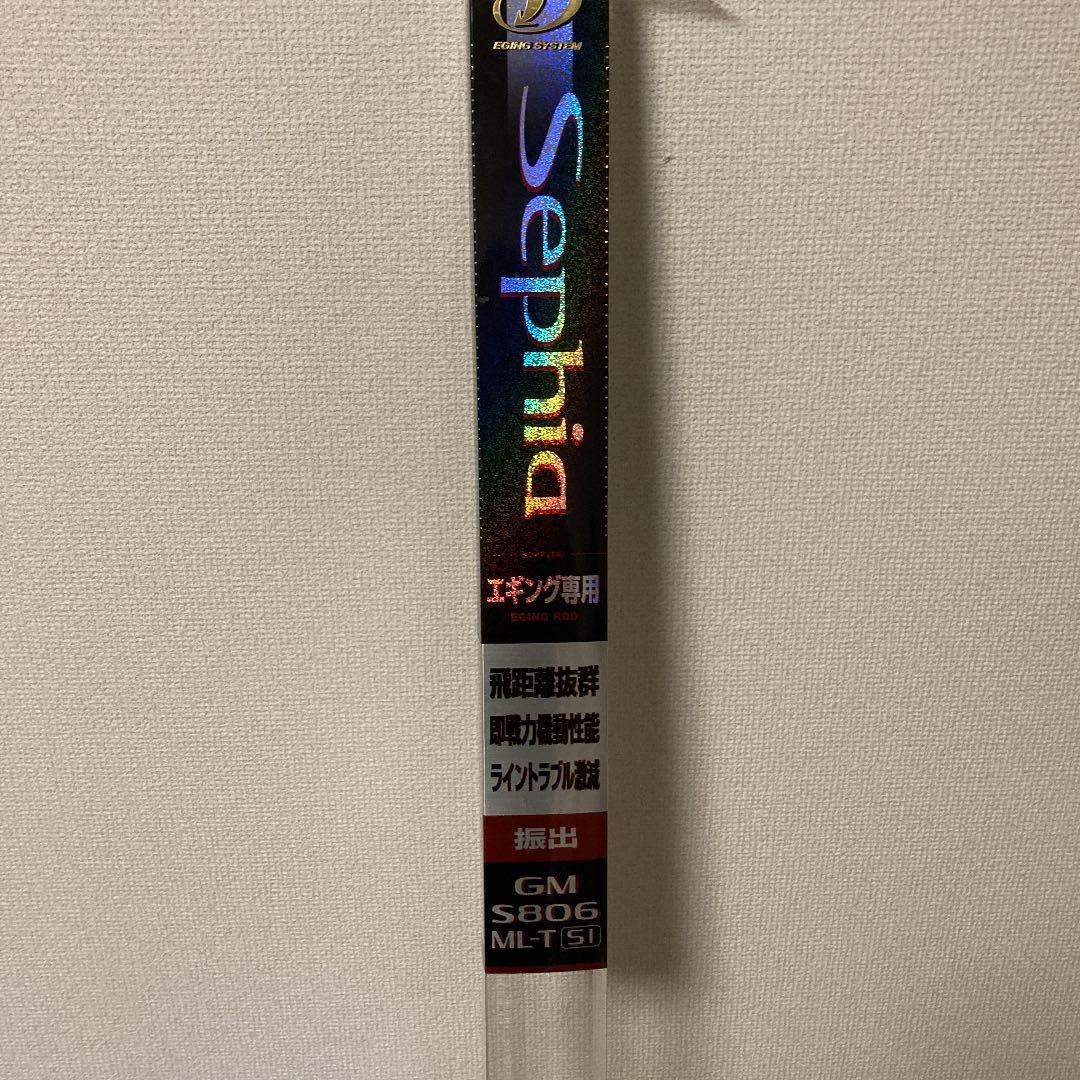 EGING SYSTEM
Sephia
エギング専用
EGING ROD
飛距離抜群
即戦力機動性能
ライントラブル激減
振出
GM
S806
ML-T SI